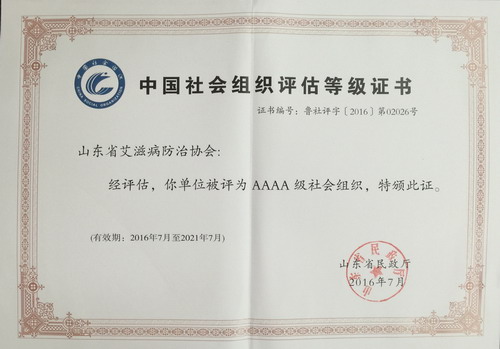 中国社会组织评估等级证书
证书编号：鲁社评字〔2016〕第02026号
山东省艾滋病防治协会：
经评估，你单位被评为 AAAA 级社会组织，特颁此证。
(有效期：2016年7月至2021年7月)
山东省民政厅
2016年7月